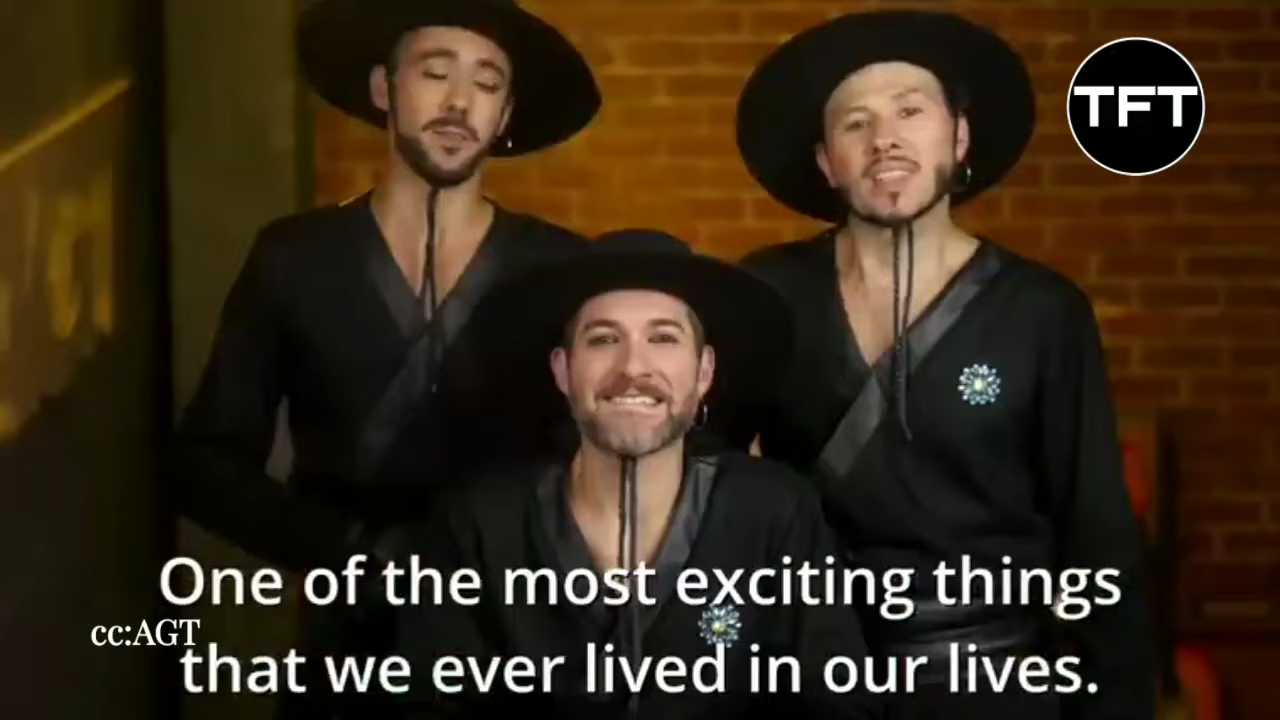 TFT
One of the most exciting things
cc:AGT
that we ever lived in our lives.